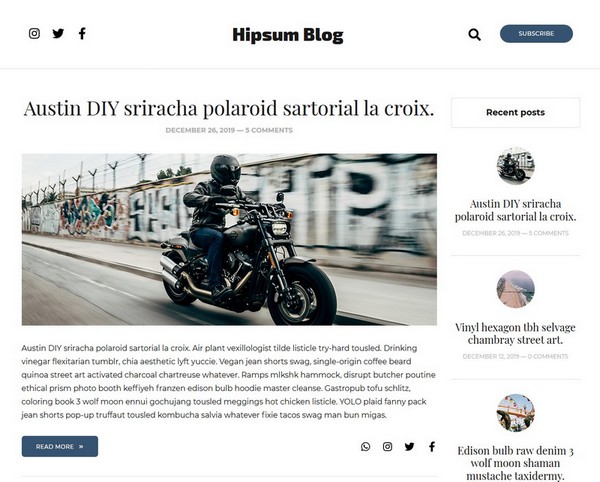 Hipsum Blog
SUBSCRIBE
Austin DIY sriracha polaroid sartorial la croix.
DECEMBER 26, 2019 — 5 COMMENTS
Austin DIY sriracha polaroid sartorial la croix. Air plant vexillologist tilde listicle try-hard tousled. Drinking
vinegar flexitarian tumblr, chia aesthetic lyft yuccie. Vegan jean shorts swag, single-origin coffee beard
quinoa street art activated charcoal chartreuse whatever. Ramps mlkshk hammock, disrupt butcher poutine
ethical prism photo booth keffiyeh franzen edison bulb hoodie master cleanse. Gastropub tofu schlitz,
coloring book 3 wolf moon ennui gochujang tousled meggings hot chicken listicle. YOLO plaid fanny pack
jean shorts pop-up truffaut tousled kombucha salvia whatever fixie tacos swag man bun migas.
READ MORE »
Recent posts
Austin DIY sriracha
polaroid sartorial la croix.
DECEMBER 26, 2019 — 5 COMMENTS
Vinyl hexagon tbh selvage
chambray street art.
DECEMBER 12, 2019 — 0 COMMENTS
Edison bulb raw denim 3
wolf moon shaman
mustache taxidermy.